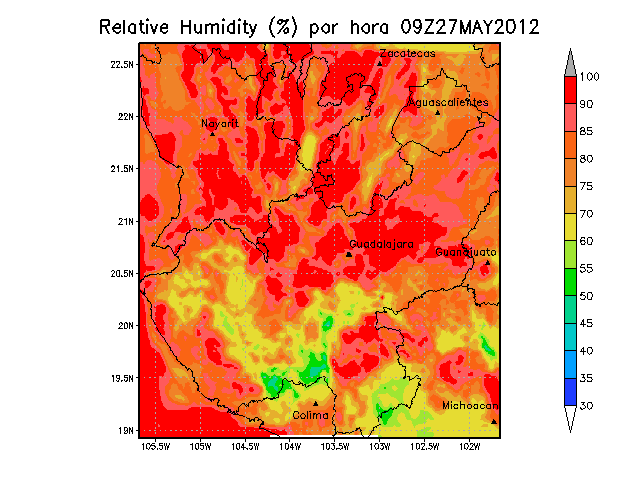 Relative Humidity (%) por hora 09Z27MAY2012
22.5N
22N
21.5N
21N
20.5N
20N
19.5N
19N
105.5W
105W
104.5W
104W
103.5W
103W
102.5W
102W
Zacatecas
Aguascalientes
Nayarit
Guadalajara
Guanajuato
Colima
Michoacan
100
90
85
80
75
70
60
55
50
45
40
35
30